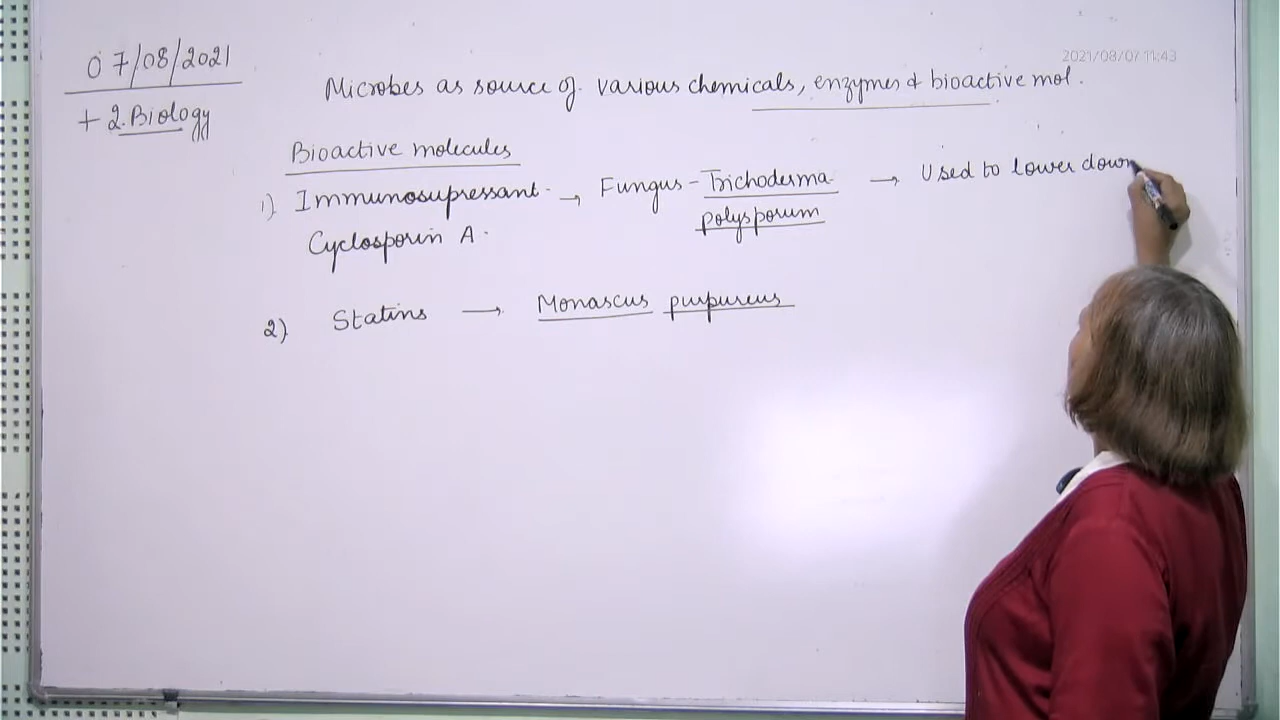 07/08/2021
+2 Biology
2021/08/07 11:43
Microbes as source of various chemicals, enzymes & bioactive mol.
Bioactive molecules
1) Immunosupressant → Fungus - Trichoderma → Used to lower down
Cyclosporin A. polysporum
2) Statins → Monascus purpureus